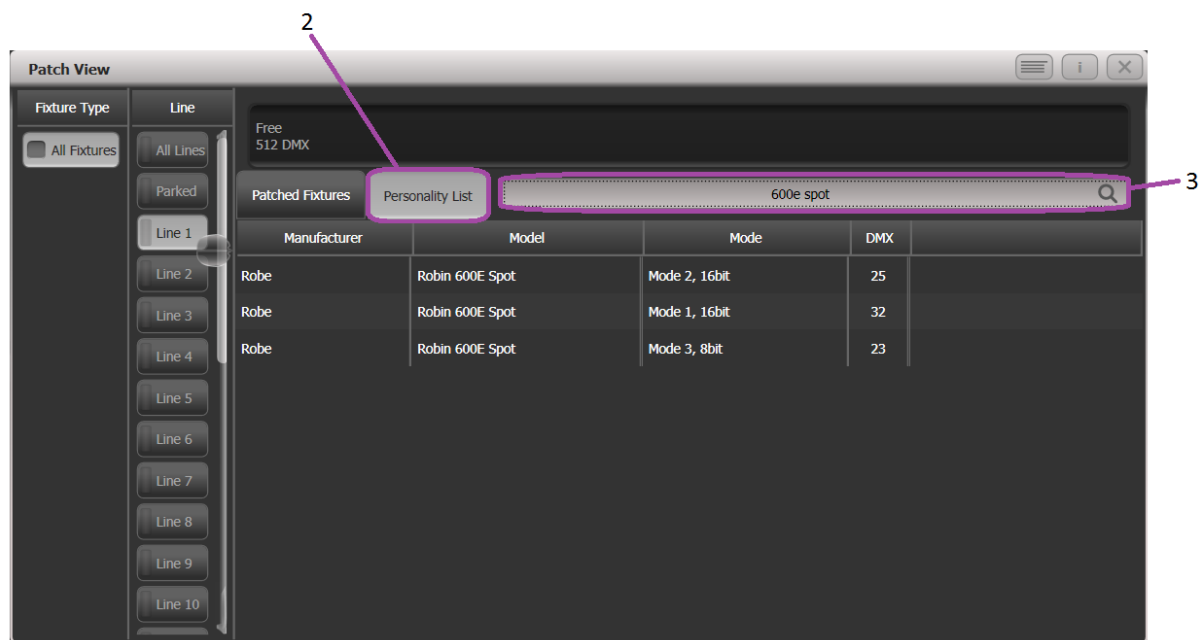 2
Patch View
i
Fixture Type
Line
All Fixtures
All Lines
Parked
Line 1
Line 2
Line 3
Line 4
Line 5
Line 6
Line 7
Line 8
Line 9
Line 10
Free
512 DMX
Patched Fixtures
Personality List
600e spot
3
Manufacturer Model Mode DMX
Robe Robin 600E Spot Mode 2, 16bit 25
Robe Robin 600E Spot Mode 1, 16bit 32
Robe Robin 600E Spot Mode 3, 8bit 23